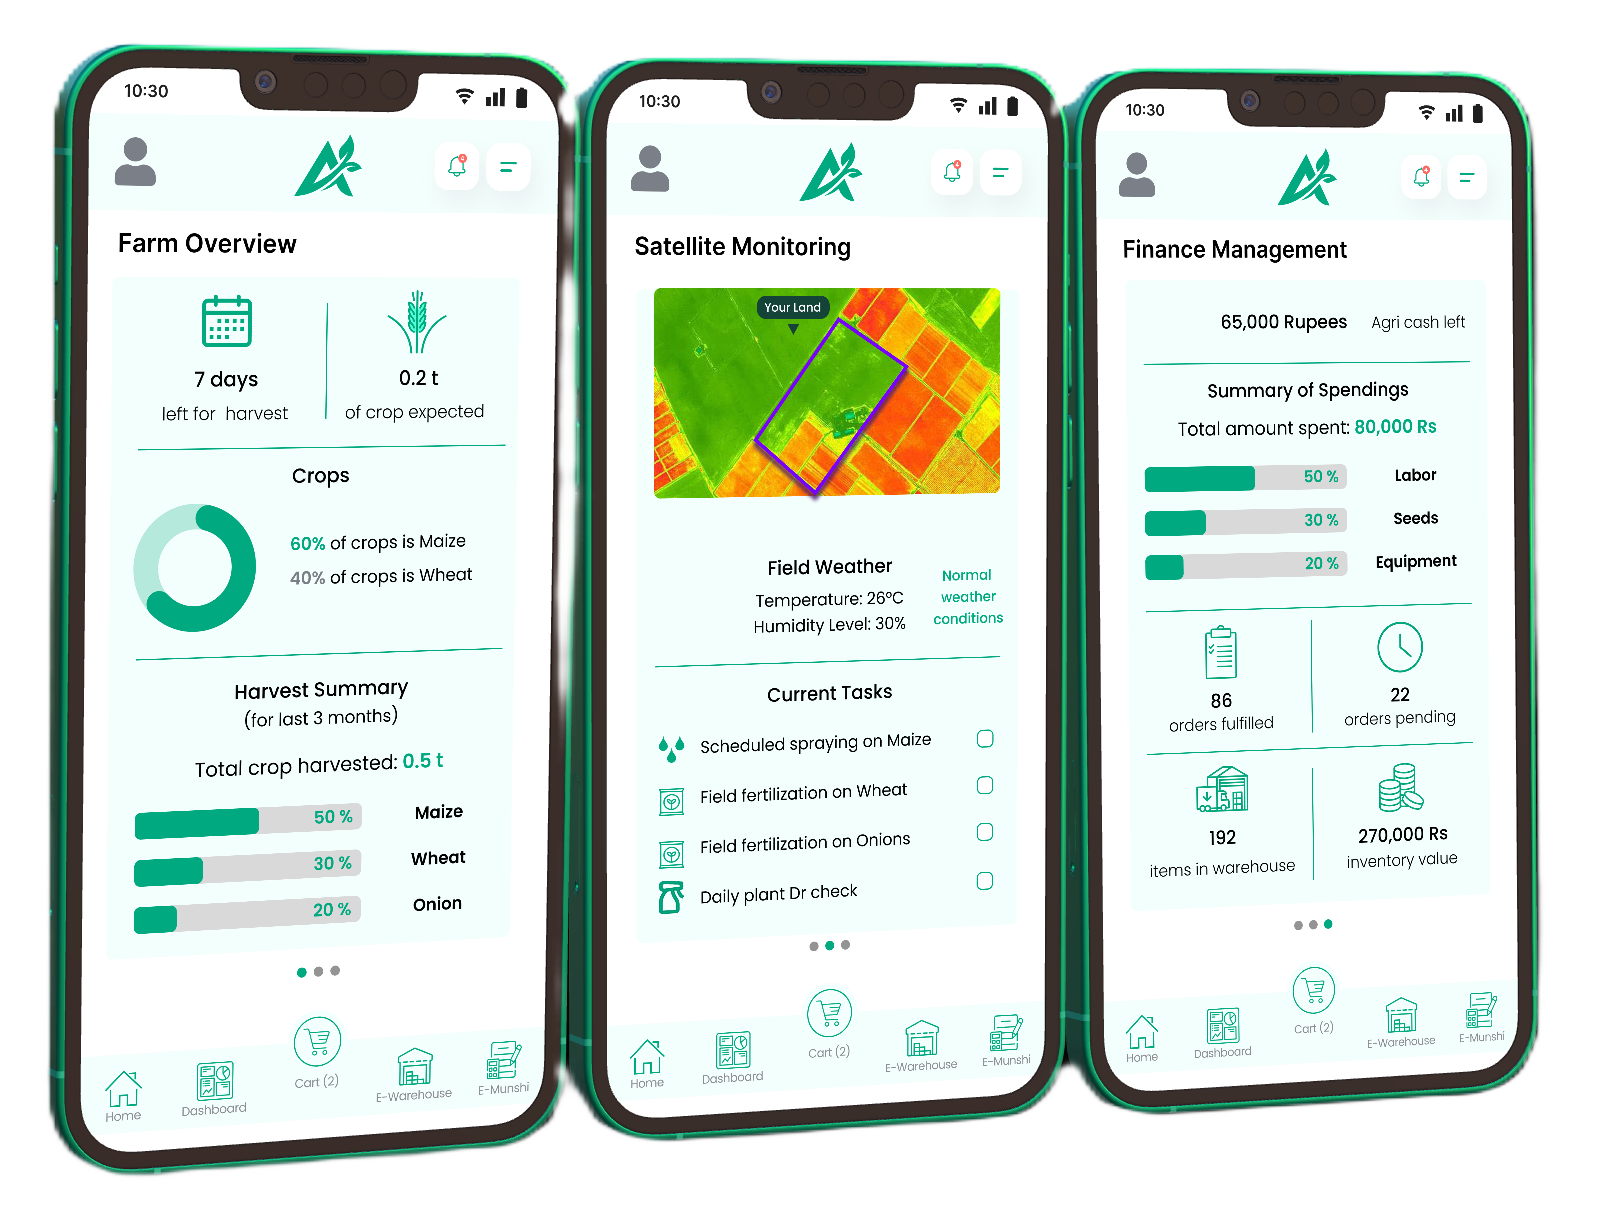 10:30
Farm Overview
7 days
left for harvest
0.2 t
of crop expected
Crops
60% of crops is Maize
40% of crops is Wheat
Harvest Summary
(for last 3 months)
Total crop harvested: 0.5 t
50 % Maize
30 % Wheat
20 % Onion
Home
Dashboard
Cart (2)
E-Warehouse
E-Munshi
10:30
Satellite Monitoring
Your Land
Field Weather
Temperature: 26°C
Humidity Level: 30%
Normal
weather
conditions
Current Tasks
Scheduled spraying on Maize
Field fertilization on Wheat
Field fertilization on Onions
Daily plant Dr check
Home
Dashboard
Cart (2)
E-Warehouse
E-Munshi
10:30
Finance Management
65,000 Rupees Agri cash left
Summary of Spendings
Total amount spent: 80,000 Rs
50 % Labor
30 % Seeds
20 % Equipment
86
orders fulfilled
22
orders pending
192
items in warehouse
270,000 Rs
inventory value
Home
Dashboard
Cart (2)
E-Warehouse
E-Munshi